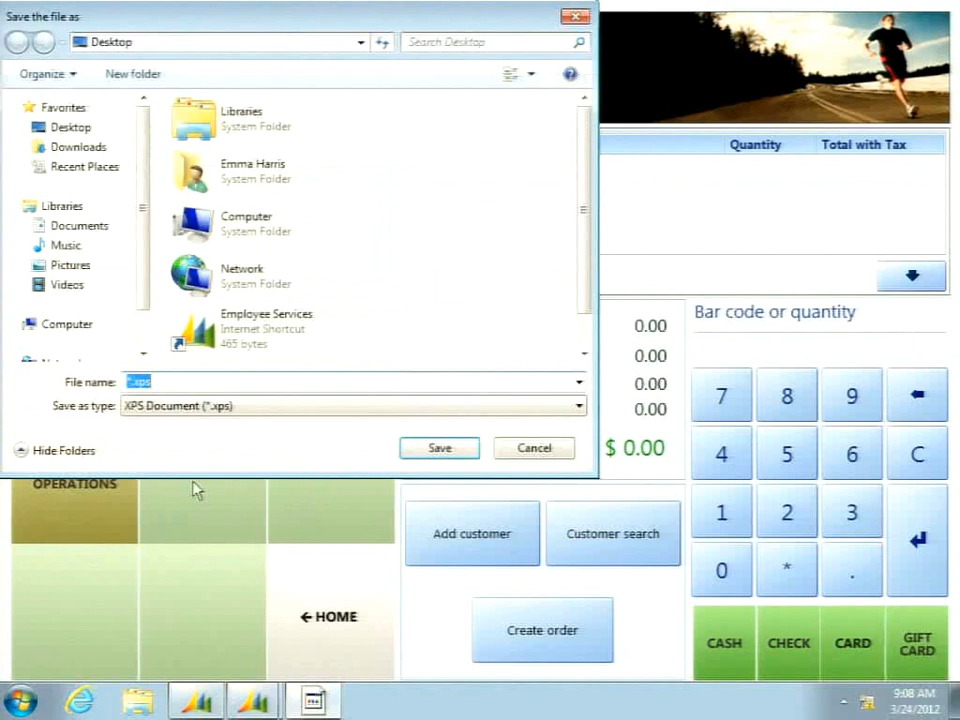 Save the file as
Desktop
Search Desktop
Organize
New folder
Favorites
Desktop
Downloads
Recent Places
Libraries
Documents
Music
Pictures
Videos
Computer
Libraries
System Folder
Emma Harris
System Folder
Computer
System Folder
Network
System Folder
Employee Services
Internet Shortcut
465 bytes
File name: *.xps
Save as type: XPS Document (*.xps)
Hide Folders
Save
Cancel
Quantity
Total with Tax
0.00
0.00
0.00
0.00
$ 0.00
Bar code or quantity
7 8 9
4 5 6 C
1 2 3
0 * .
OPERATIONS
HOME
Add customer
Customer search
Create order
CASH
CHECK
CARD
GIFT
CARD
9:08 AM
3/24/2012